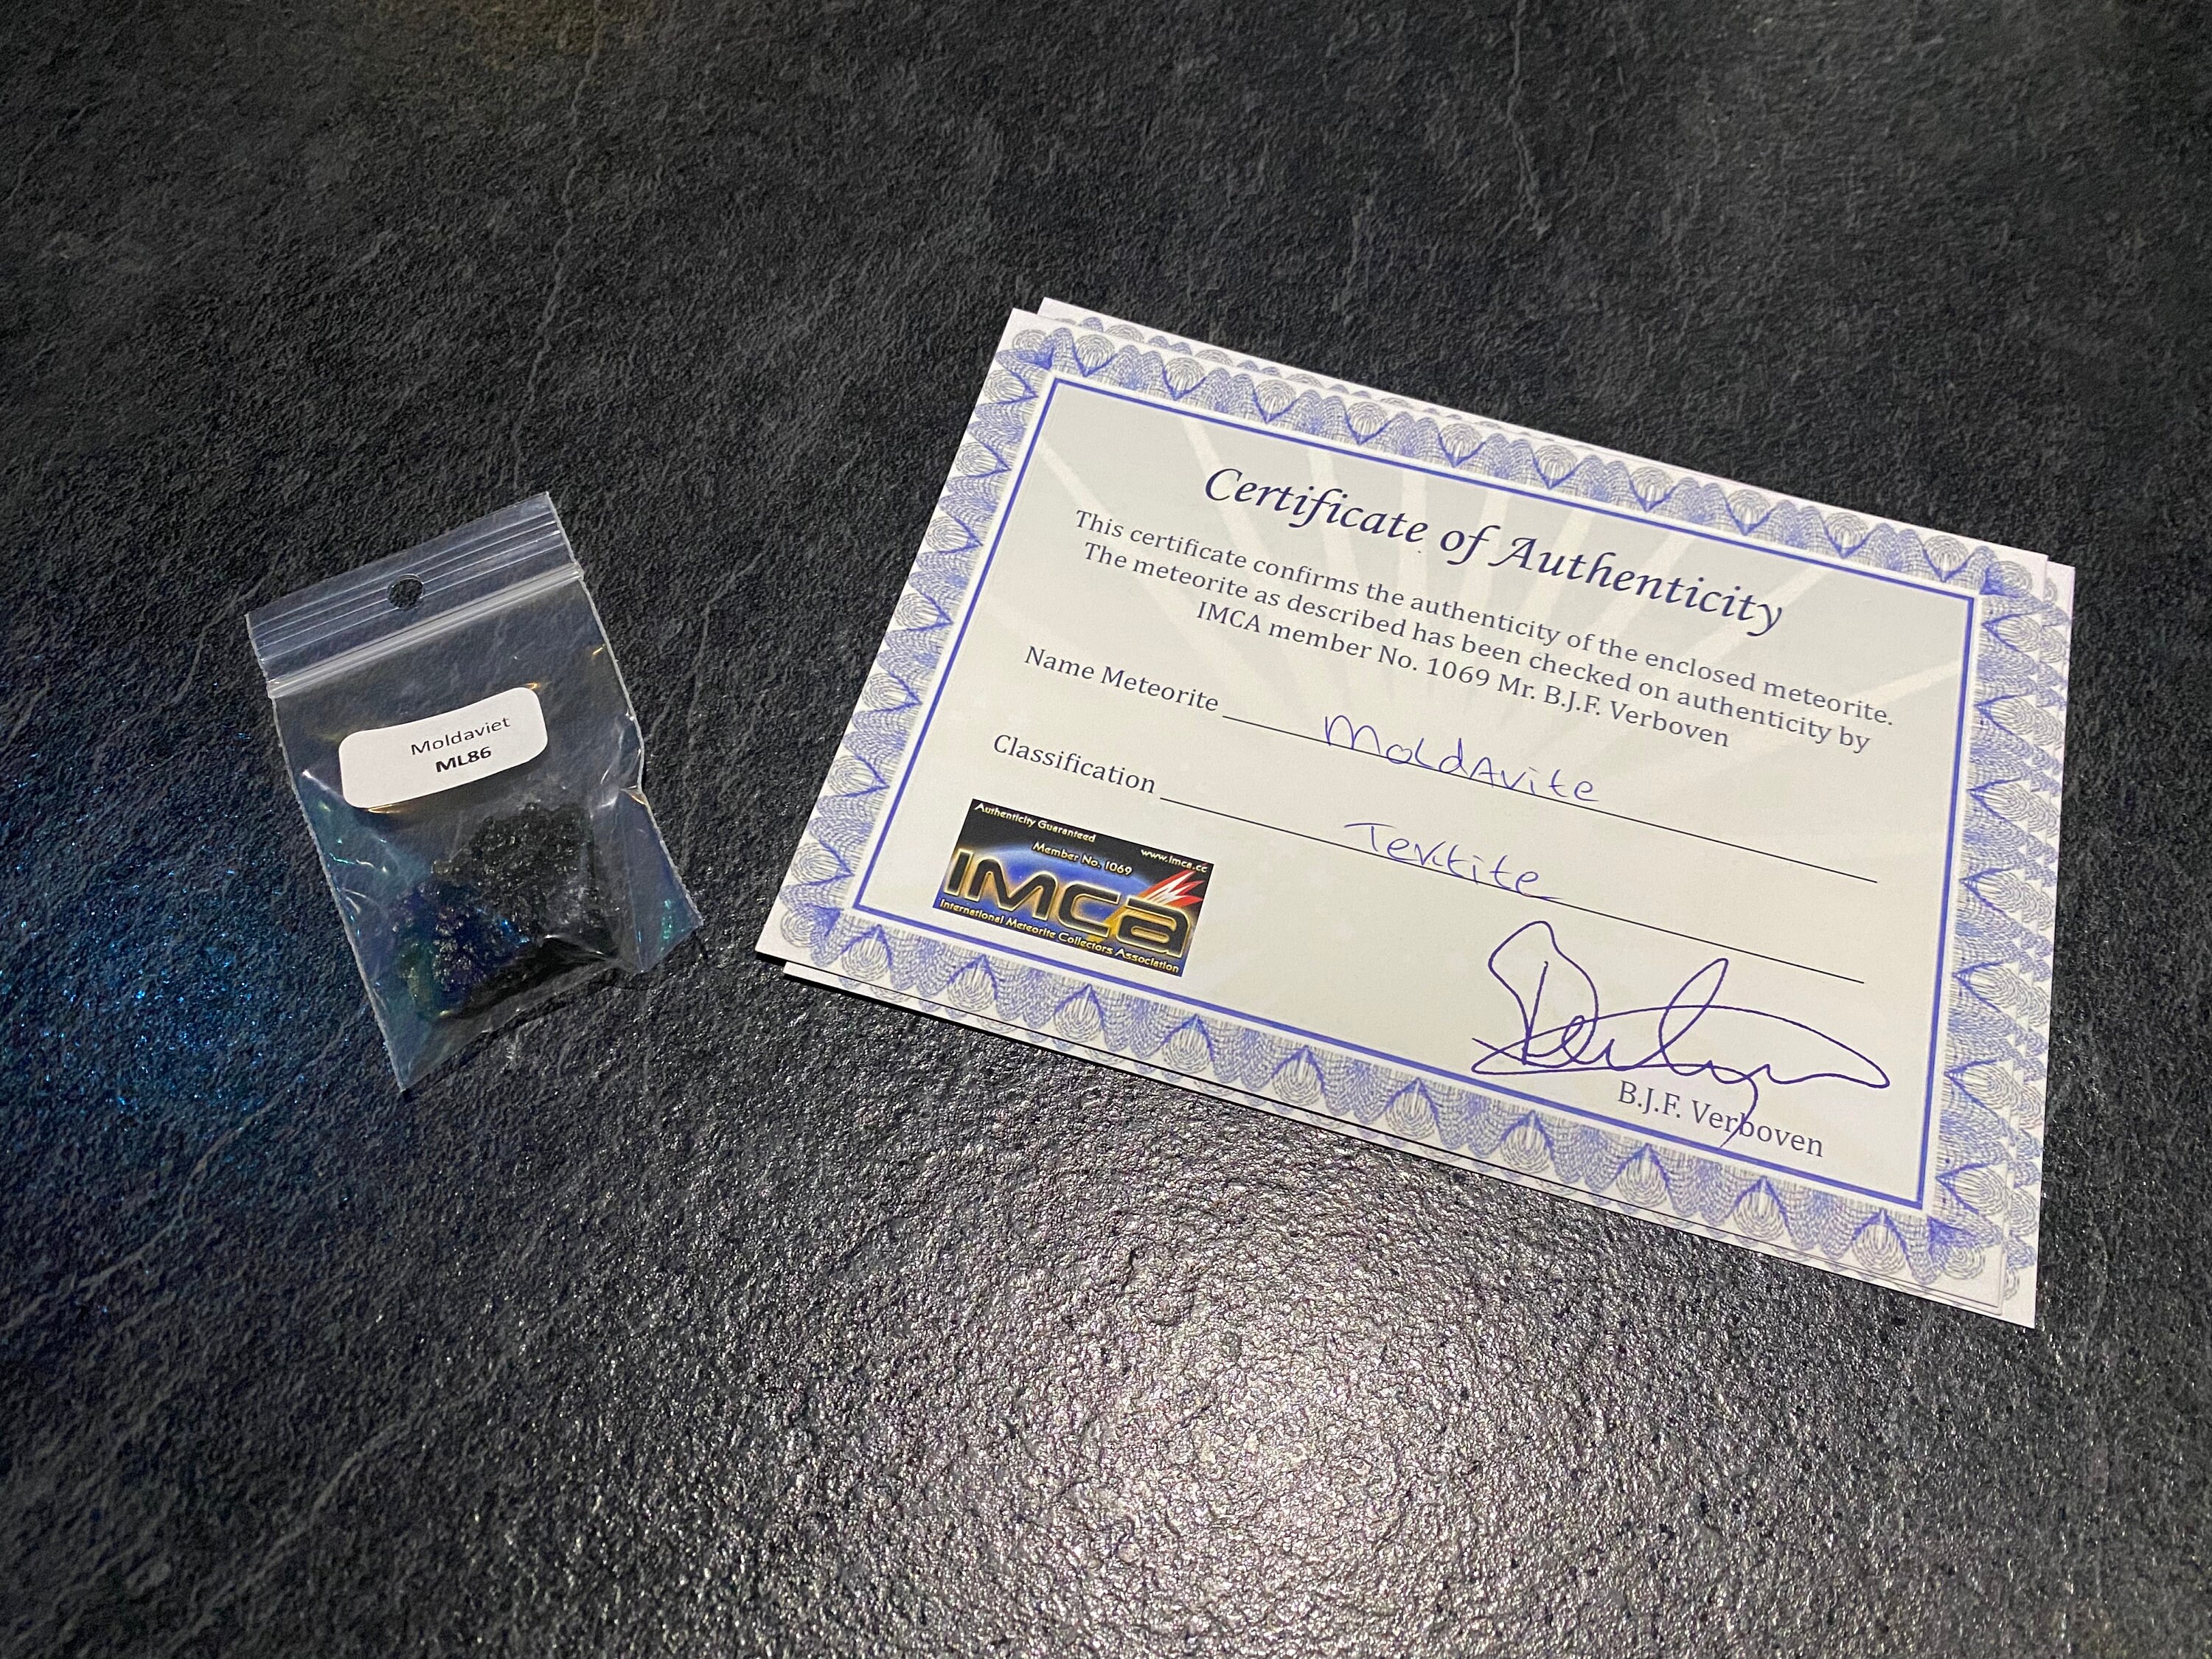 Moldaviet
ML86
Certificate of Authenticity
This certificate confirms the authenticity of the enclosed meteorite.
The meteorite as described has been checked on authenticity by
IMCA member No. 1069 Mr. B.J.F. Verboven
Name Meteorite Moldavite
Classification Tektite
Authenticity Guaranteed
Member No. 1069 www.imca.cc
IMCA
International Meteorite Collectors Association
B.J.F. Verboven